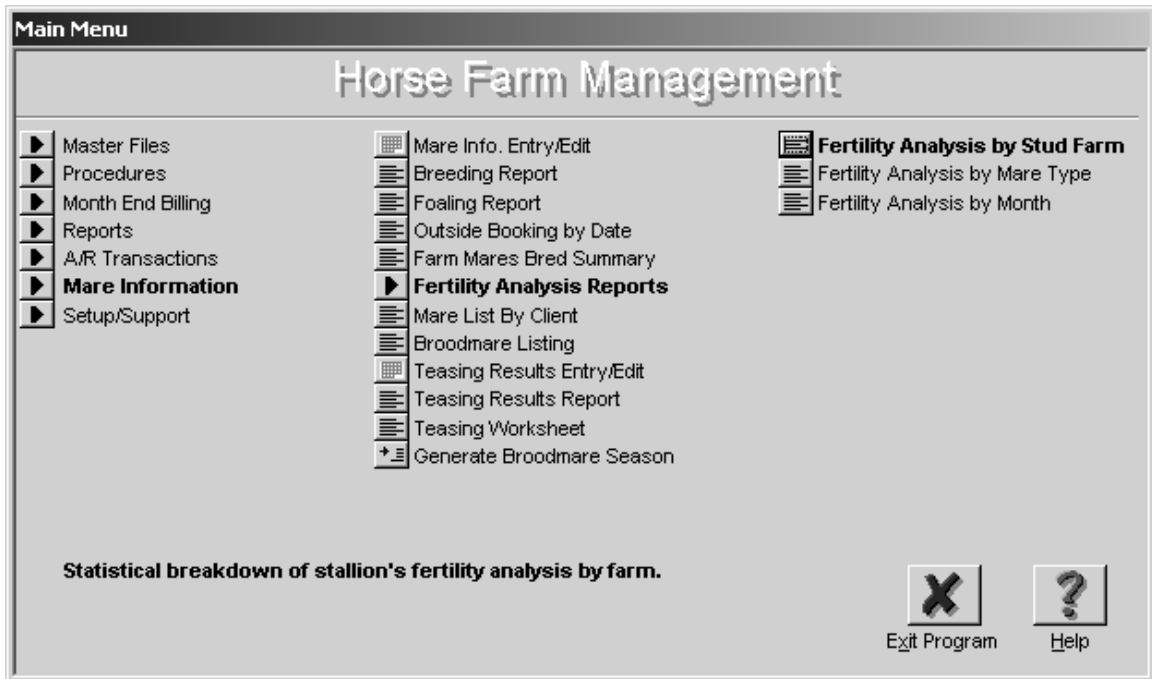 Main Menu
Horse Farm Management
Master Files
Procedures
Month End Billing
Reports
A/R Transactions
Mare Information
Setup/Support
Mare Info. Entry/Edit
Breeding Report
Foaling Report
Outside Booking by Date
Farm Mares Bred Summary
Fertility Analysis Reports
Mare List By Client
Broodmare Listing
Teasing Results Entry/Edit
Teasing Results Report
Teasing Worksheet
Generate Broodmare Season
Fertility Analysis by Stud Farm
Fertility Analysis by Mare Type
Fertility Analysis by Month
Statistical breakdown of stallion's fertility analysis by farm.
Exit Program
Help